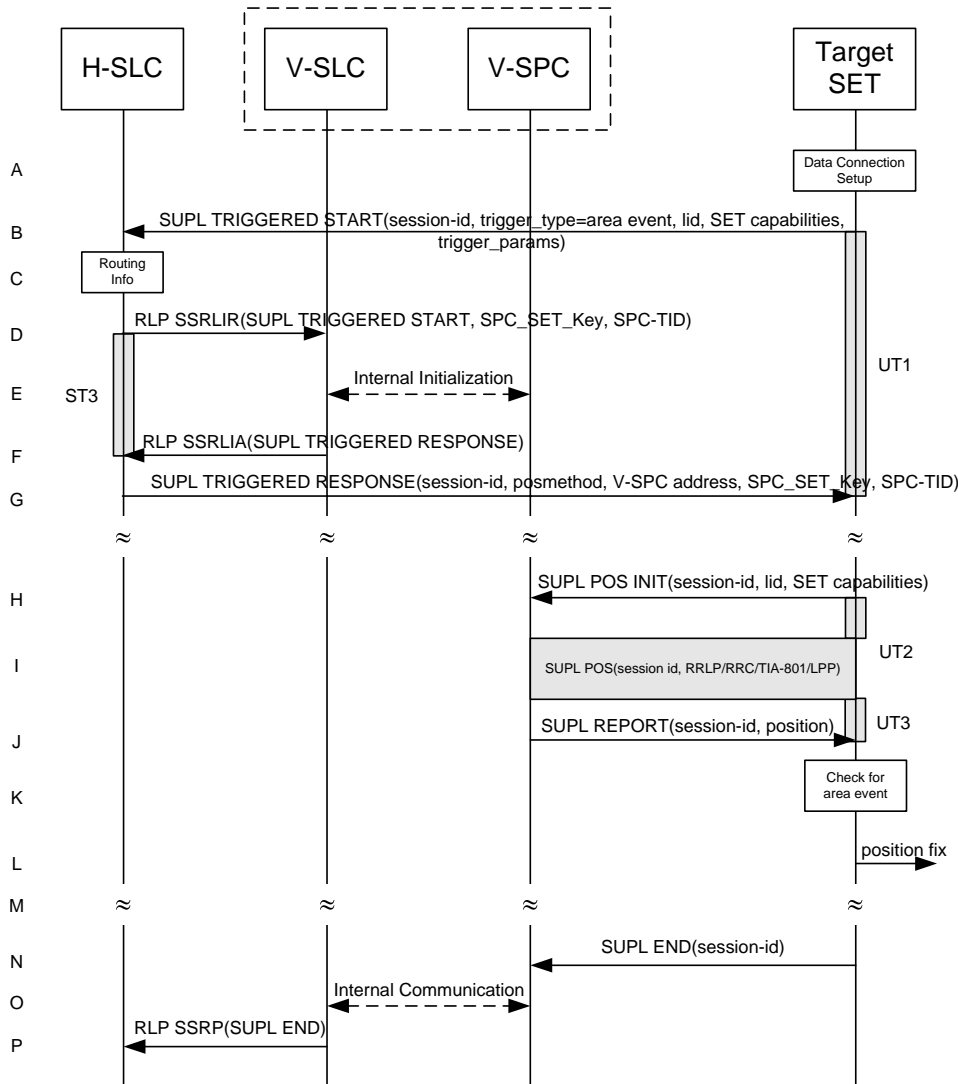 H-SLC
V-SLC
V-SPC
Target
SET
A
Data Connection
Setup
B
SUPL TRIGGERED START(session-id, trigger_type=area event, lid, SET capabilities,
trigger_params)
C
Routing
Info
D
RLP SSRLIR(SUPL TRIGGERED START, SPC_SET_Key, SPC-TID)
UT1
E
ST3
Internal Initialization
F
RLP SSRLIA(SUPL TRIGGERED RESPONSE)
G
SUPL TRIGGERED RESPONSE(session-id, posmethod, V-SPC address, SPC_SET_Key, SPC-TID)
≈ ≈ ≈ ≈
H
SUPL POS INIT(session-id, lid, SET capabilities)
UT2
I
SUPL POS(session id, RRLP/RRC/TIA-801/LPP)
J
SUPL REPORT(session-id, position)
UT3
K
Check for
area event
L
position fix
M
≈ ≈ ≈ ≈
N
SUPL END(session-id)
O
Internal Communication
P
RLP SSRP(SUPL END)